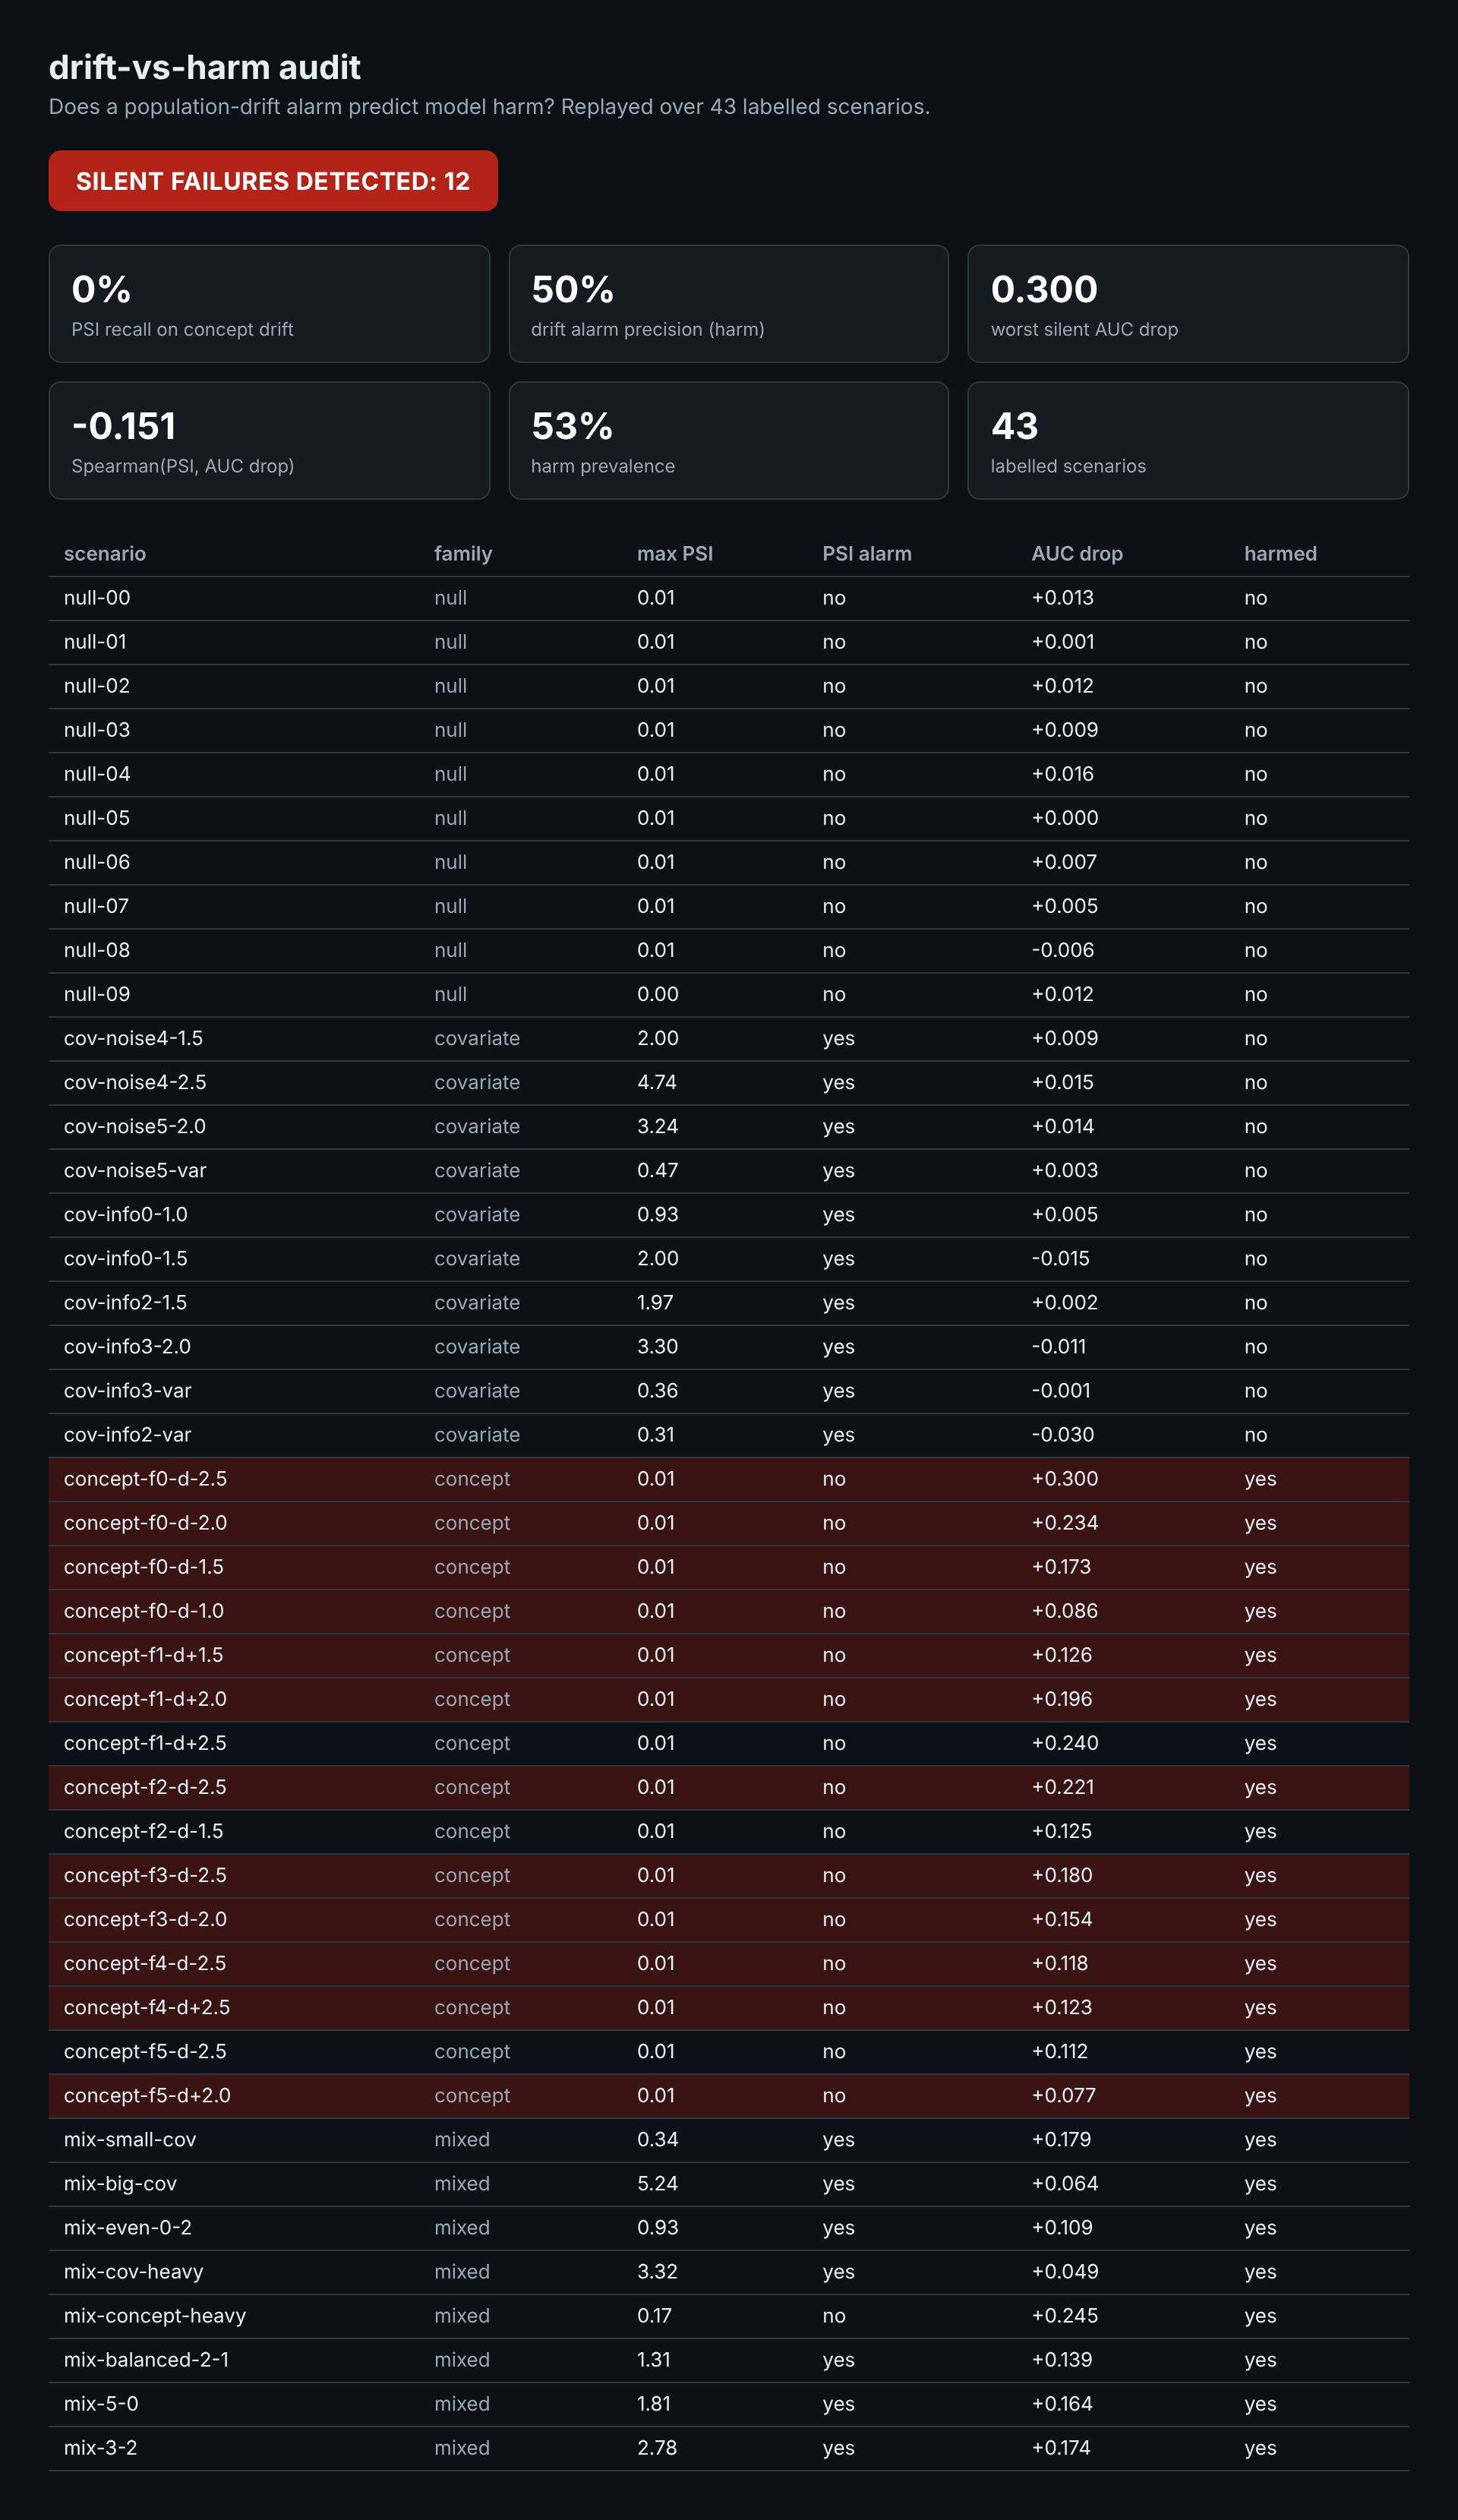 drift-vs-harm audit
Does a population-drift alarm predict model harm? Replayed over 43 labelled scenarios.
SILENT FAILURES DETECTED: 12
0% 50% 0.300
PSI recall on concept drift drift alarm precision (harm) worst silent AUC drop
-0.151 53% 43
Spearman(PSI, AUC drop) harm prevalence labelled scenarios
scenario family max PSI PSI alarm AUC drop harmed
null-00 null 0.01 no +0.013 no
null-01 null 0.01 no +0.001 no
null-02 null 0.01 no +0.012 no
null-03 null 0.01 no +0.009 no
null-04 null 0.01 no +0.016 no
null-05 null 0.01 no +0.000 no
null-06 null 0.01 no +0.007 no
null-07 null 0.01 no +0.005 no
null-08 null 0.01 no -0.006 no
null-09 null 0.00 no +0.012 no
cov-noise4-1.5 covariate 2.00 yes +0.009 no
cov-noise4-2.5 covariate 4.74 yes +0.015 no
cov-noise5-2.0 covariate 3.24 yes +0.014 no
cov-noise5-var covariate 0.47 yes +0.003 no
cov-info0-1.0 covariate 0.93 yes +0.005 no
cov-info0-1.5 covariate 2.00 yes -0.015 no
cov-info2-1.5 covariate 1.97 yes +0.002 no
cov-info3-2.0 covariate 3.30 yes -0.011 no
cov-info3-var covariate 0.36 yes -0.001 no
cov-info2-var covariate 0.31 yes -0.030 no
concept-f0-d-2.5 concept 0.01 no +0.300 yes
concept-f0-d-2.0 concept 0.01 no +0.234 yes
concept-f0-d-1.5 concept 0.01 no +0.173 yes
concept-f0-d-1.0 concept 0.01 no +0.086 yes
concept-f1-d+1.5 concept 0.01 no +0.126 yes
concept-f1-d+2.0 concept 0.01 no +0.196 yes
concept-f1-d+2.5 concept 0.01 no +0.240 yes
concept-f2-d-2.5 concept 0.01 no +0.221 yes
concept-f2-d-1.5 concept 0.01 no +0.125 yes
concept-f3-d-2.5 concept 0.01 no +0.180 yes
concept-f3-d-2.0 concept 0.01 no +0.154 yes
concept-f4-d-2.5 concept 0.01 no +0.118 yes
concept-f4-d+2.5 concept 0.01 no +0.123 yes
concept-f5-d-2.5 concept 0.01 no +0.112 yes
concept-f5-d+2.0 concept 0.01 no +0.077 yes
mix-small-cov mixed 0.34 yes +0.179 yes
mix-big-cov mixed 5.24 yes +0.064 yes
mix-even-0-2 mixed 0.93 yes +0.109 yes
mix-cov-heavy mixed 3.32 yes +0.049 yes
mix-concept-heavy mixed 0.17 no +0.245 yes
mix-balanced-2-1 mixed 1.31 yes +0.139 yes
mix-5-0 mixed 1.81 yes +0.164 yes
mix-3-2 mixed 2.78 yes +0.174 yes